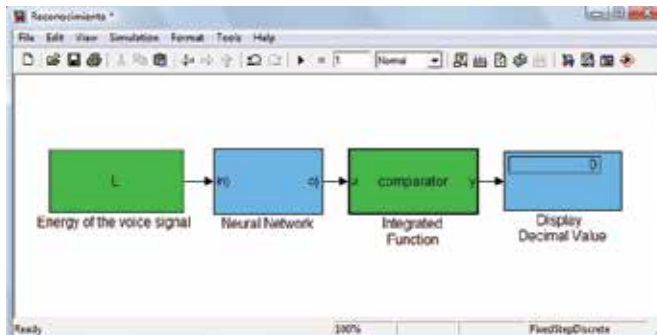 Reconocimiento *
File Edit View Simulation Format Tools Help
1 Normal
L
Energy of the voice signal
Neural Network
u comparator y
Integrated
Function
0
Display
Decimal Value
Ready 100% FixedStepDiscrete